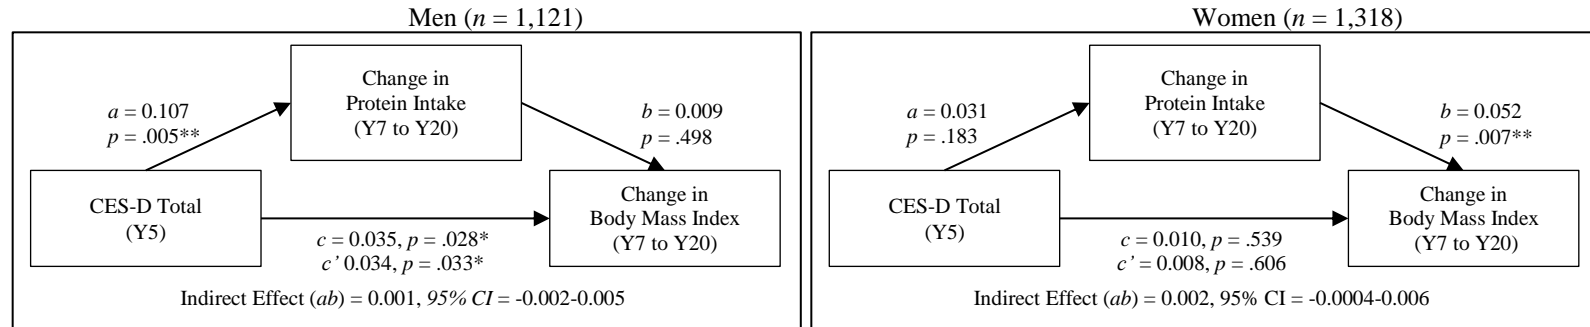 Men (n = 1,121)
Change in
Protein Intake
(Y7 to Y20)
a = 0.107
p = .005**
b = 0.009
p = .498
CES-D Total
(Y5)
Change in
Body Mass Index
(Y7 to Y20)
c = 0.035, p = .028*
c’ 0.034, p = .033*
Indirect Effect (ab) = 0.001, 95% CI = -0.002-0.005
Women (n = 1,318)
Change in
Protein Intake
(Y7 to Y20)
a = 0.031
p = .183
b = 0.052
p = .007**
CES-D Total
(Y5)
Change in
Body Mass Index
(Y7 to Y20)
c = 0.010, p = .539
c’ = 0.008, p = .606
Indirect Effect (ab) = 0.002, 95% CI = -0.0004-0.006